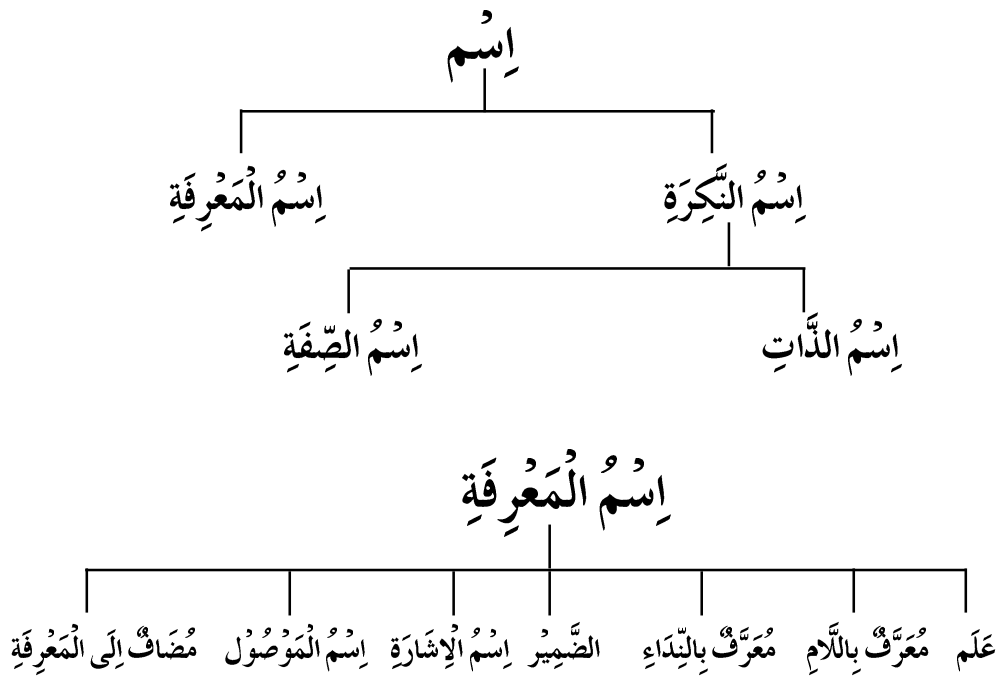 اِسْم
اِسْمُ النَّكِرَةِ اِسْمُ الْمَعْرِفَةِ
اِسْمُ الذَّاتِ اِسْمُ الصِّفَةِ
اِسْمُ الْمَعْرِفَةِ
عَلَم مُعَرَّفٌ بِاللَّامِ مُعَرَّفٌ بِالنِّدَاءِ الضَّمِيْر اِسْمُ الْاِشَارَةِ اِسْمُ الْمَوْصُوْل مُضَافٌ اِلَى الْمَعْرِفَةِ